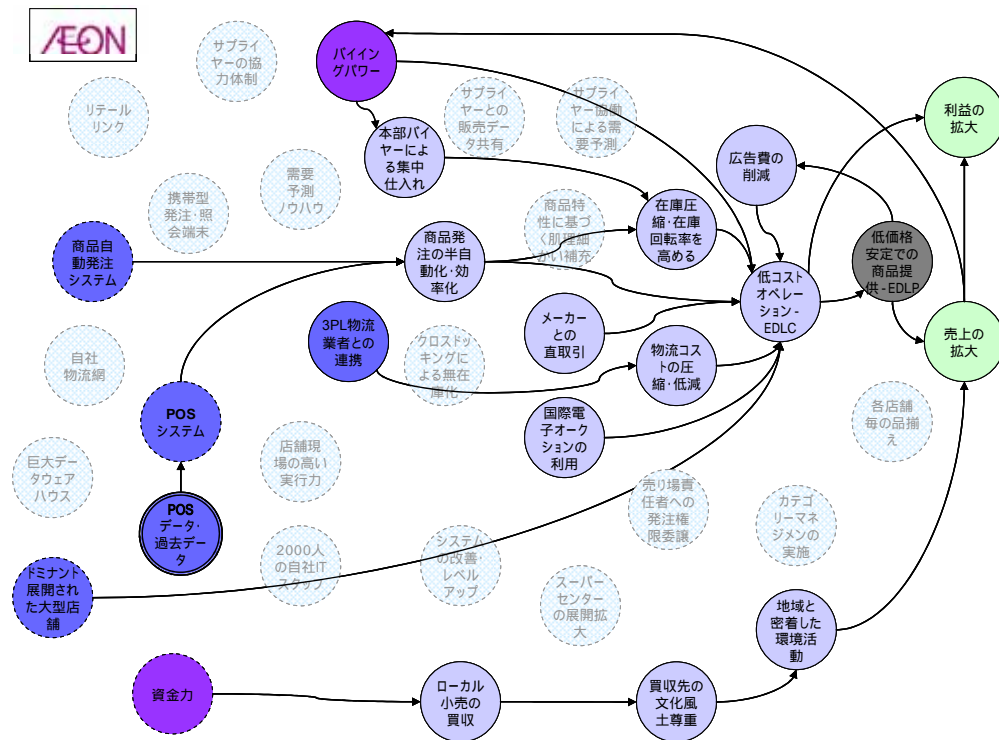 ÆON
サプライ
ヤーの協
力体制
バイイン
グパワー
リテール
リンク
サプライ
ヤーとの
販売デー
タ共有
サプライ
ヤー協働
による需
要予測
利益の
拡大
本部バイ
ヤーによ
る集中
仕入れ
広告費の
削減
需要
予測
ノウハウ
携帯型
発注・照
会端末
商品特
性に基づ
く肌理細
かい補充
在庫圧
縮・在庫
回転率を
高める
商品自
動発注
システム
商品発
注の半自
動化・効
率化
低価格
安定での
商品提
供-EDLP
低コスト
オペレー
ション-
EDLC
3PL物流
業者との
連携
メーカー
との
直取引
売上の
拡大
自社
物流網
クロスドッ
キングに
よる無在
庫化
物流コス
トの圧
縮・低減
POS
システム
国際電
子オーク
ションの
利用
各店舗
毎の品揃
え
巨大デー
タウェア
ハウス
店舗現
場の高い
実行力
売り場責
任者への
発注権
限委譲
カテゴ
リーマネ
ジメンの
実施
POS
データ・
過去デー
タ
2000人
の自社IT
スタッフ
システム
の改善・
レベル
アップ
ドミナント
展開され
た大型店
舗
スーパー
センター
の展開拡
大
地域と
密着した
環境活
動
資金力
ローカル
小売の
買収
買収先の
文化風
土尊重